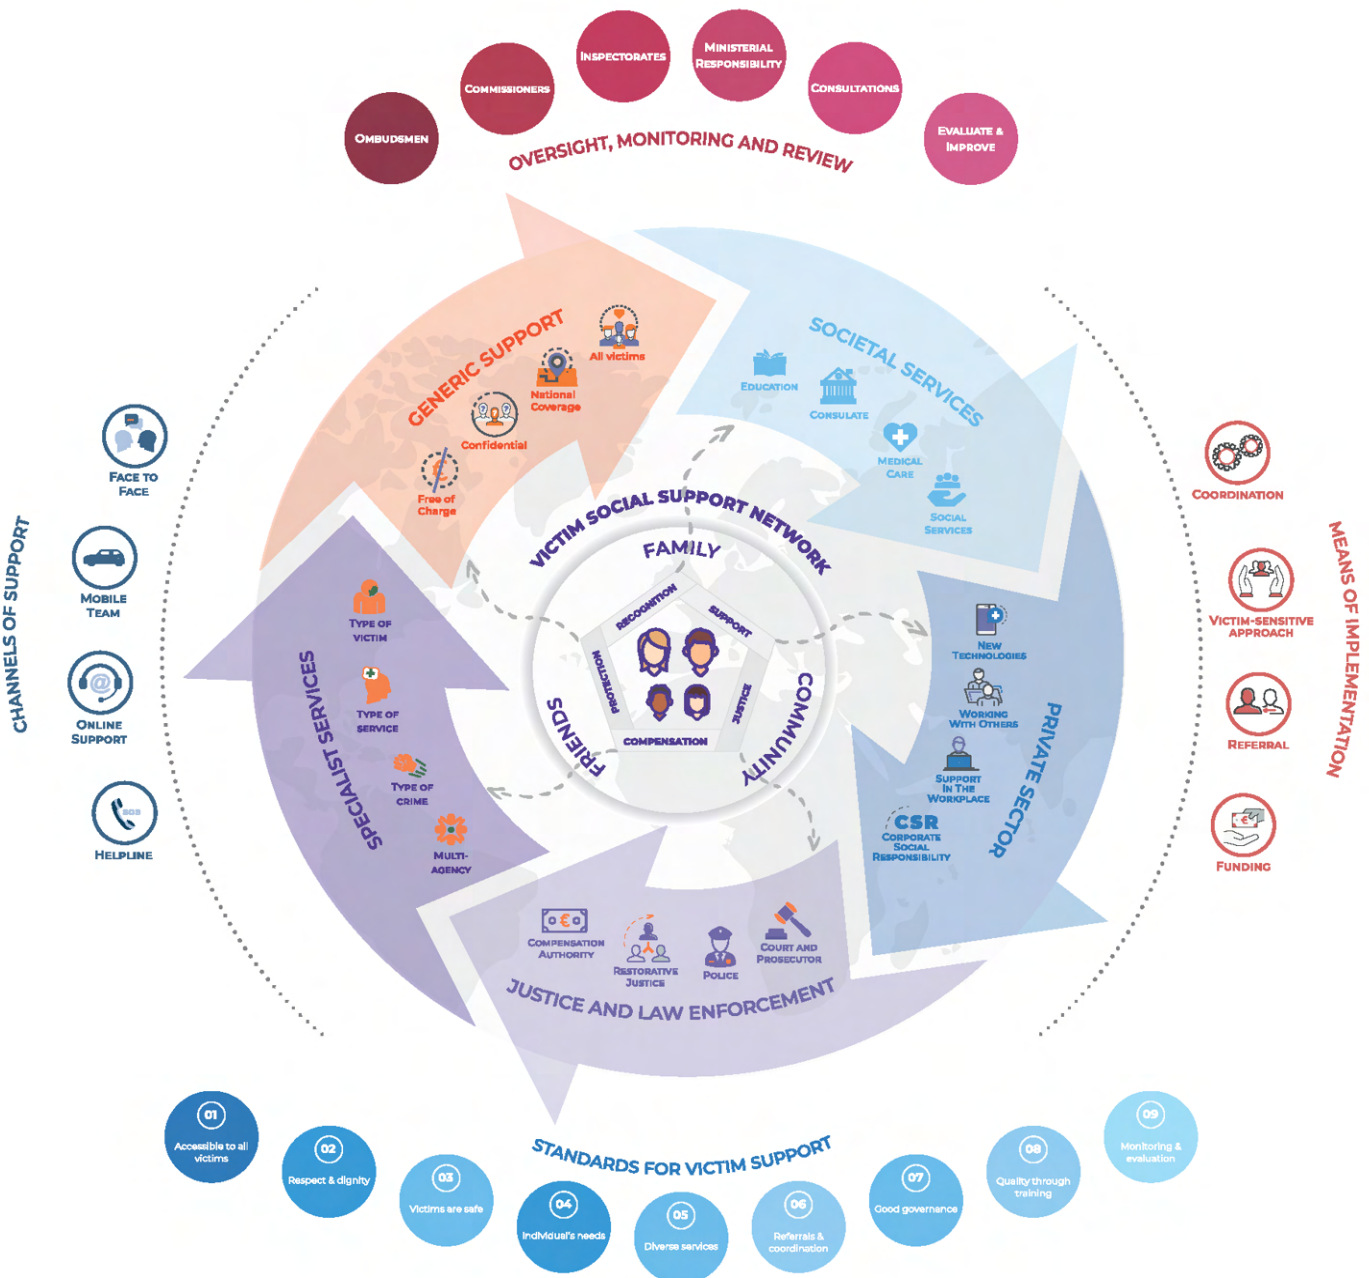 OMBUDSMEN
COMMISSIONERS
INSPECTORATES
MINISTERIAL
RESPONSIBILITY
CONSULTATIONS
EVALUATE &
IMPROVE
OVERSIGHT, MONITORING AND REVIEW
GENERIC SUPPORT
All victims
National
Coverage
Confidential
Free of
Charge
€
SOCIETAL SERVICES
EDUCATION
CONSULATE
MEDICAL
CARE
SOCIAL
SERVICES
CHANNELS OF SUPPORT
FACE TO
FACE
MOBILE
TEAM
@
ONLINE
SUPPORT
SOS
HELPLINE
VICTIM SOCIAL SUPPORT NETWORK
FAMILY
FRIENDS
COMMUNITY
RECOGNITION
SUPPORT
PROTECTION
JUSTICE
COMPENSATION
SPECIALIST SERVICES
TYPE OF
VICTIM
TYPE OF
SERVICE
TYPE OF
CRIME
MULTI-
AGENCY
PRIVATE SECTOR
NEW
TECHNOLOGIES
WORKING
WITH OTHERS
SUPPORT
IN THE
WORKPLACE
CSR
CORPORATE
SOCIAL
RESPONSIBILITY
MEANS OF IMPLEMENTATION
COORDINATION
VICTIM-SENSITIVE
APPROACH
REFERRAL
€
FUNDING
€
COMPENSATION
AUTHORITY
RESTORATIVE
JUSTICE
POLICE
COURT AND
PROSECUTOR
JUSTICE AND LAW ENFORCEMENT
STANDARDS FOR VICTIM SUPPORT
01
Accessible to all
victims
02
Respect & dignity
03
Victims are safe
04
Individual's needs
05
Diverse services
06
Referrals &
coordination
07
Good governance
08
Quality through
training
09
Monitoring &
evaluation